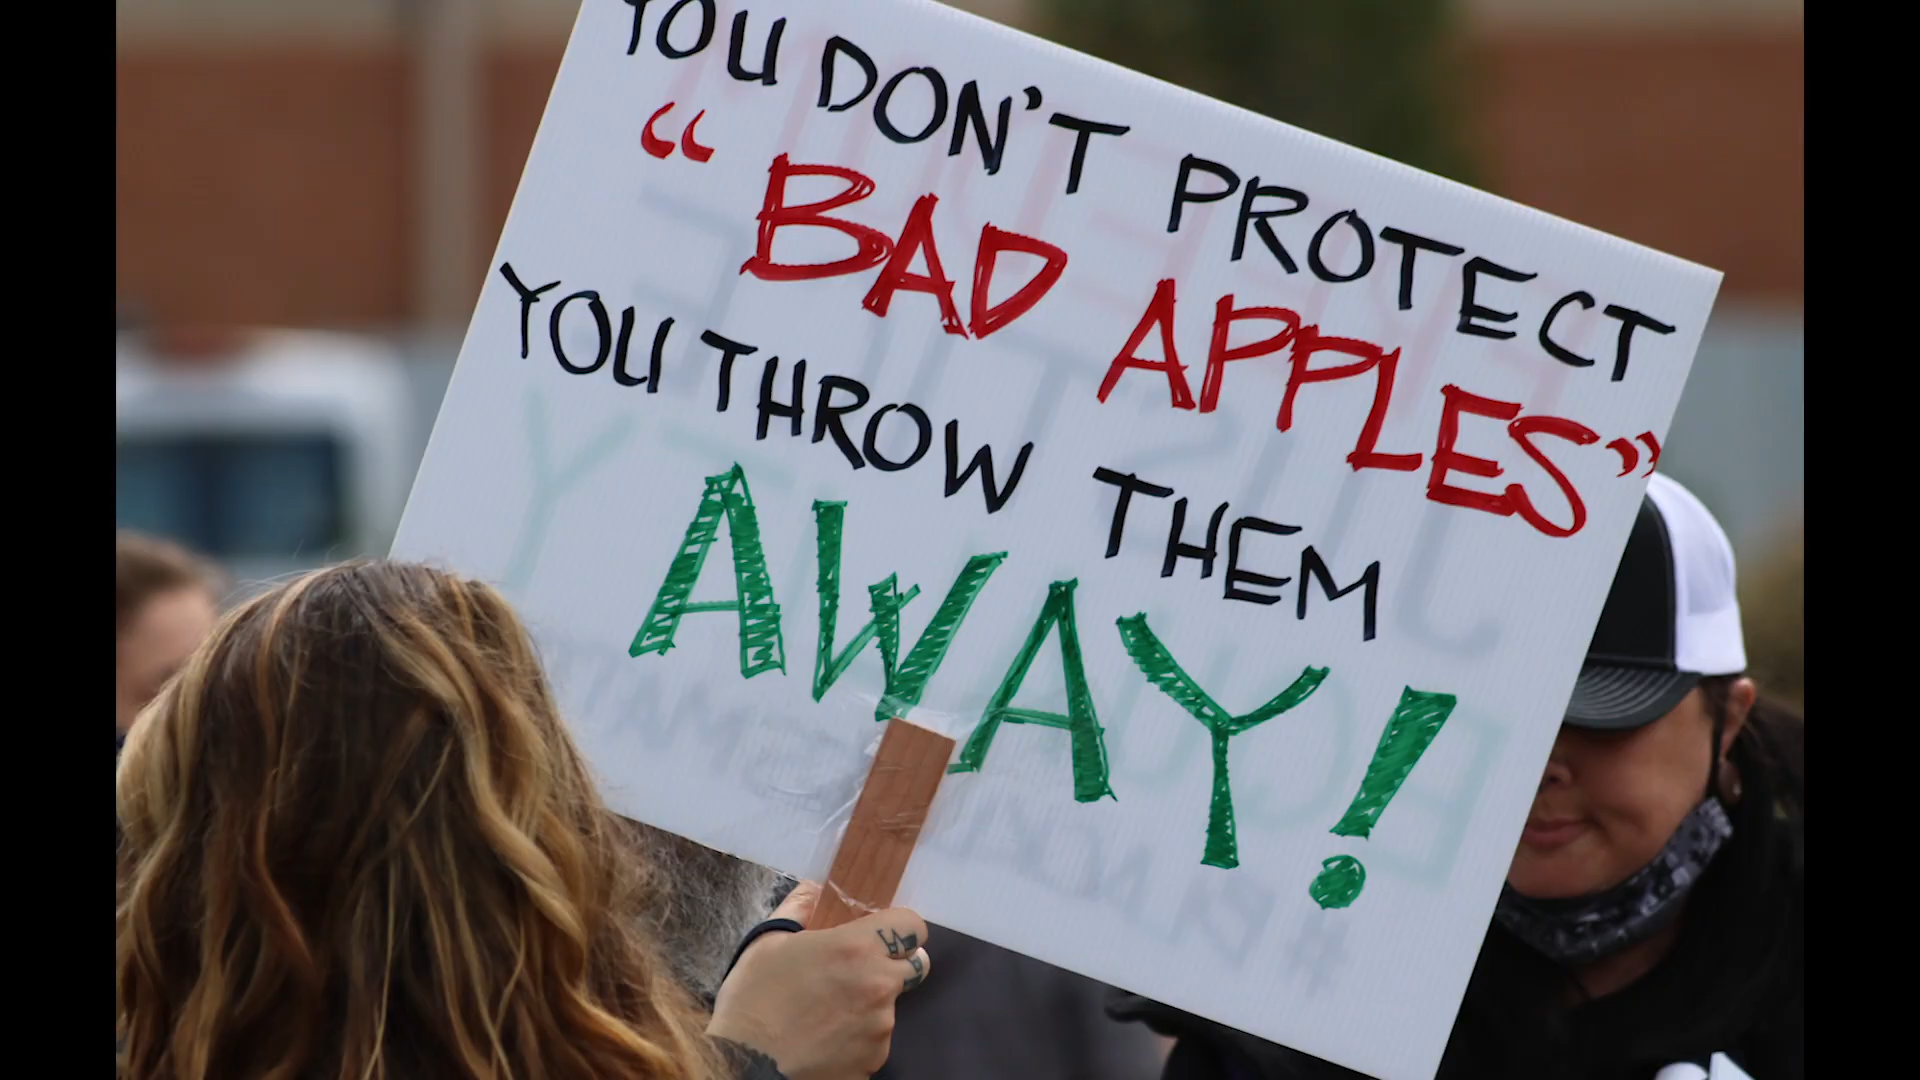 YOU DON'T PROTECT
“BAD APPLES”
YOU THROW THEM
AWAY!